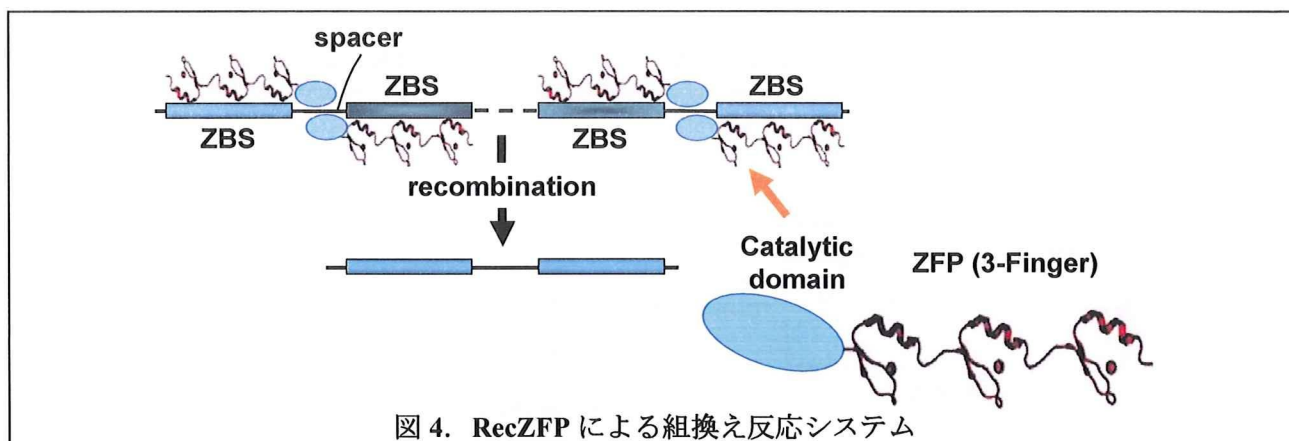 spacer
ZBS
ZBS
ZBS
ZBS
recombination
Catalytic
domain
ZFP (3-Finger)
図 4. RecZFP による組換え反応システム